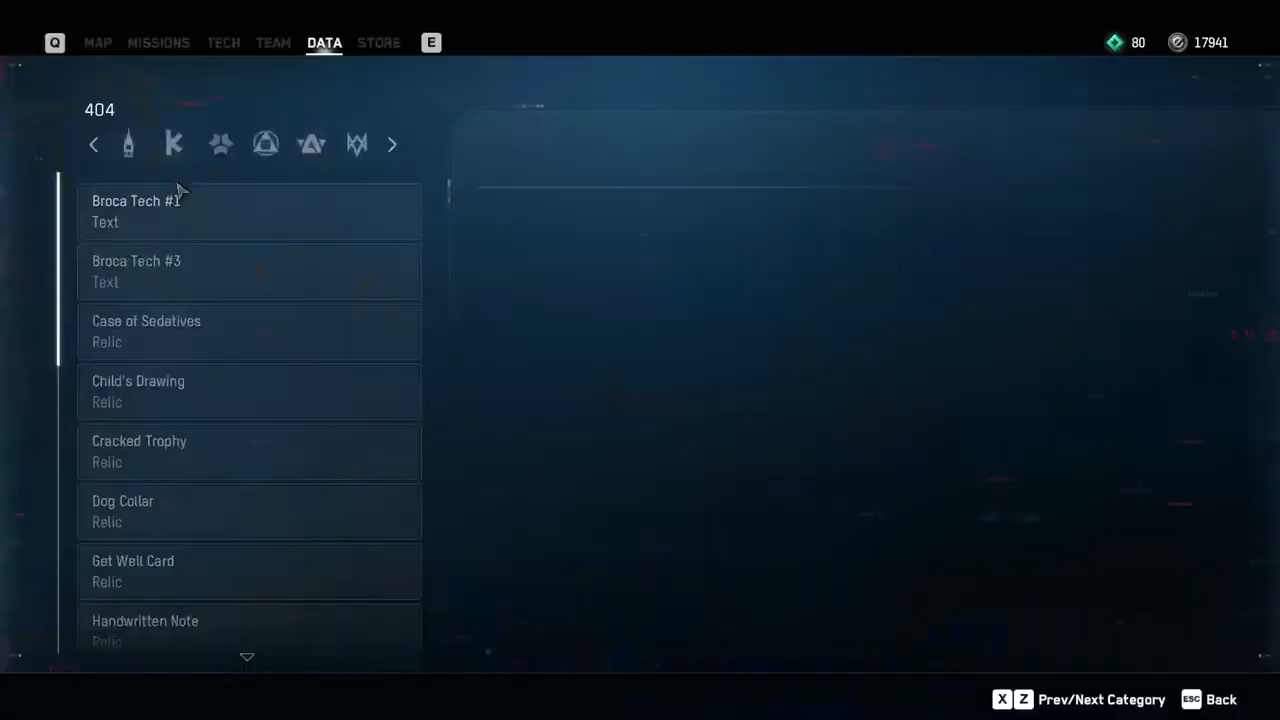 Q MAP MISSIONS TECH TEAM DATA STORE E 80 17941
404
Broca Tech #1
Text
Broca Tech #3
Text
Case of Sedatives
Relic
Child's Drawing
Relic
Cracked Trophy
Relic
Dog Collar
Relic
Get Well Card
Relic
Handwritten Note
Relic
X Z Prev/Next Category ESC Back